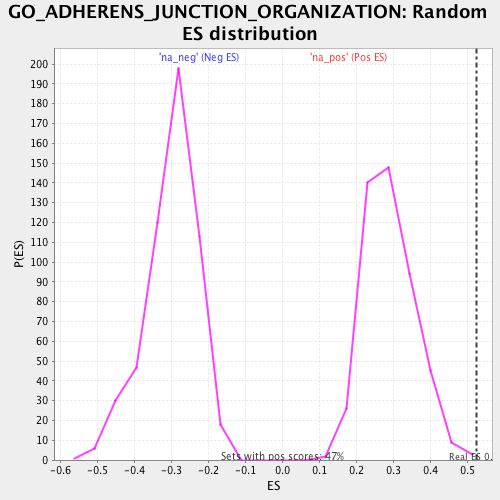 GO_ADHERENS_JUNCTION_ORGANIZATION: Random
ES distribution
'na_neg' (Neg ES)
'na_pos' (Pos ES)
200
190
180
170
160
150
140
130
120
110
100
90
80
70
60
50
40
30
20
10
0
P(ES)
Sets with pos scores: 47%
Real ES 0.
-0.6 -0.5 -0.4 -0.3 -0.2 -0.1 0.0 0.1 0.2 0.3 0.4 0.5
ES